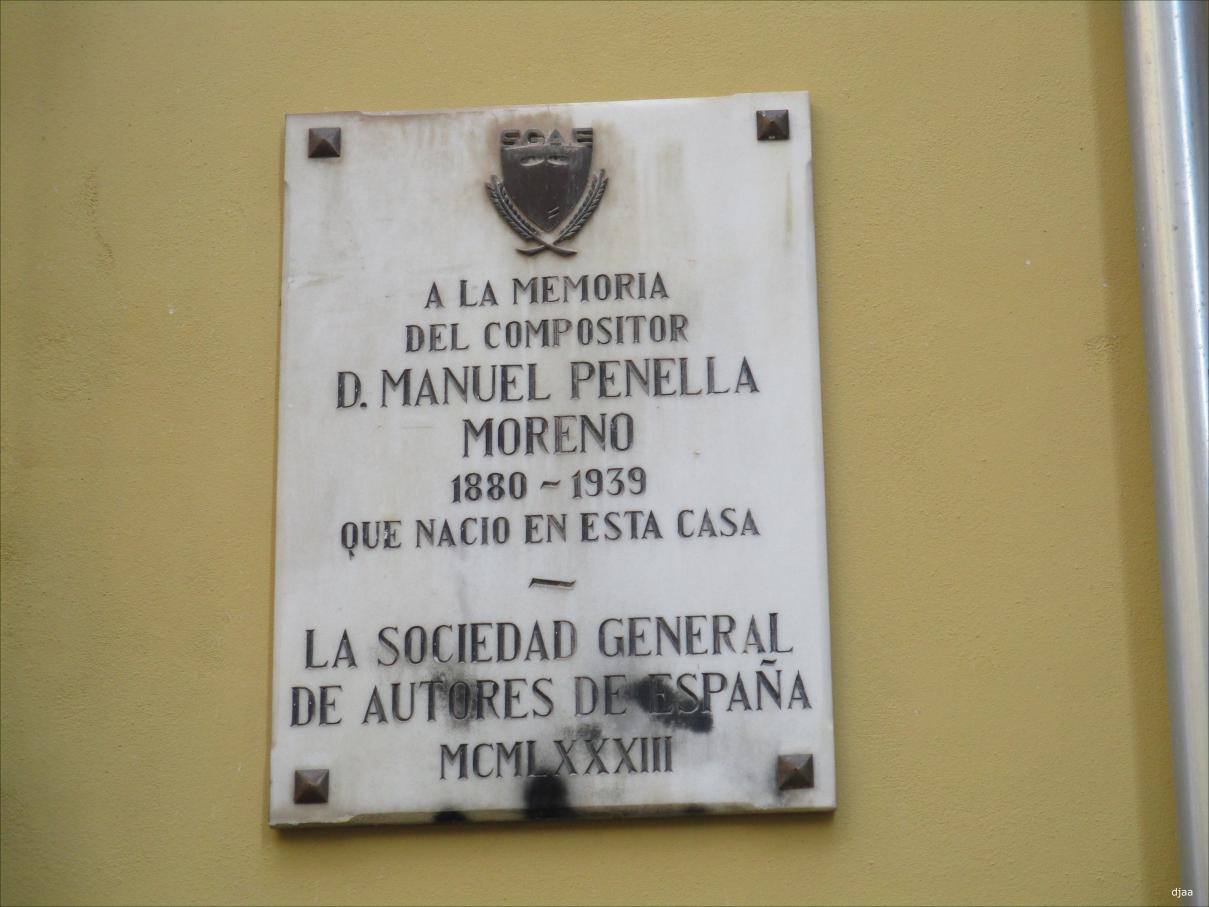 SGAE
A LA MEMORIA
DEL COMPOSITOR
D. MANUEL PENELLA
MORENO
1880 ~ 1939
QUE NACIO EN ESTA CASA
LA SOCIEDAD GENERAL
DE AUTORES DE ESPAÑA
MCMLXXXIII
djaa